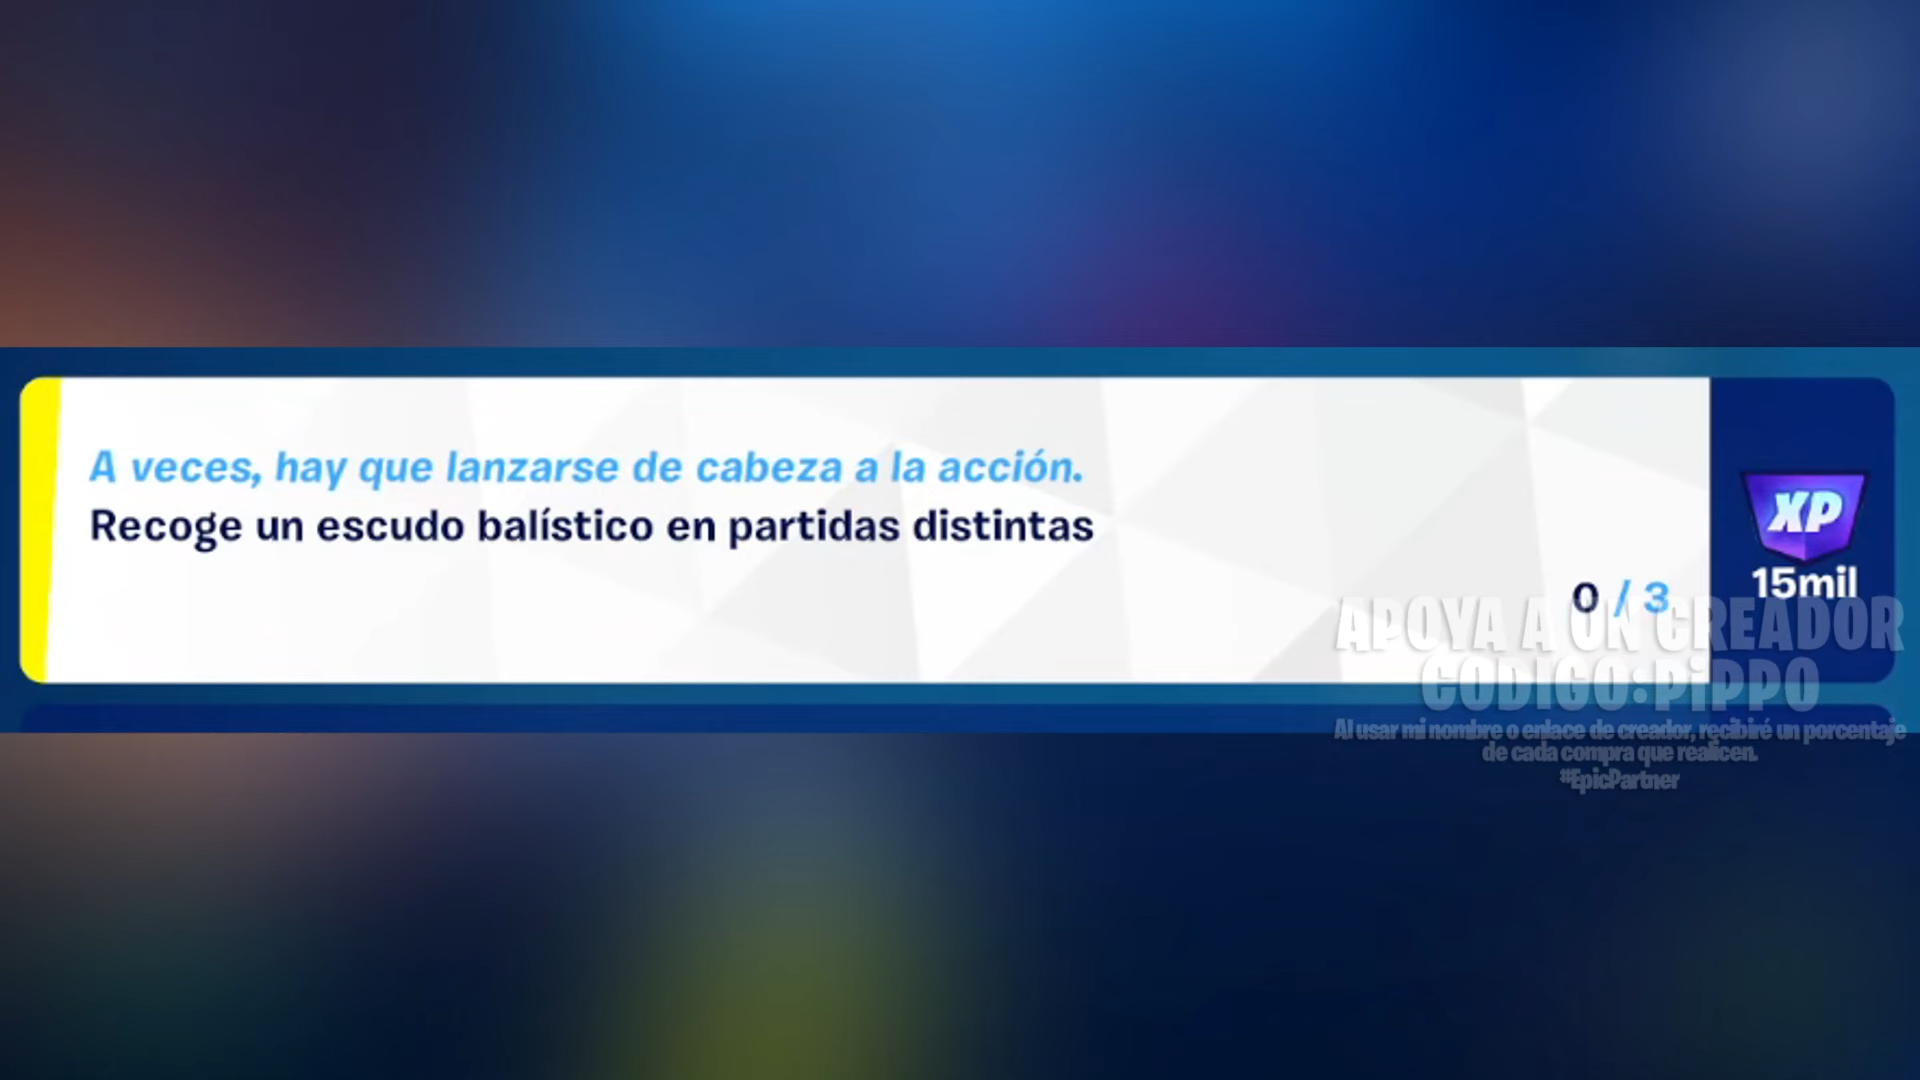 A veces, hay que lanzarse de cabeza a la acción.
Recoge un escudo balístico en partidas distintas
0 / 3
XP
15mil
APOYA A UN CREADOR
CODIGO:PiPPO
Al usar mi nombre o enlace de creador, recibiré un porcentaje
de cada compra que realicen.
#EpicPartner